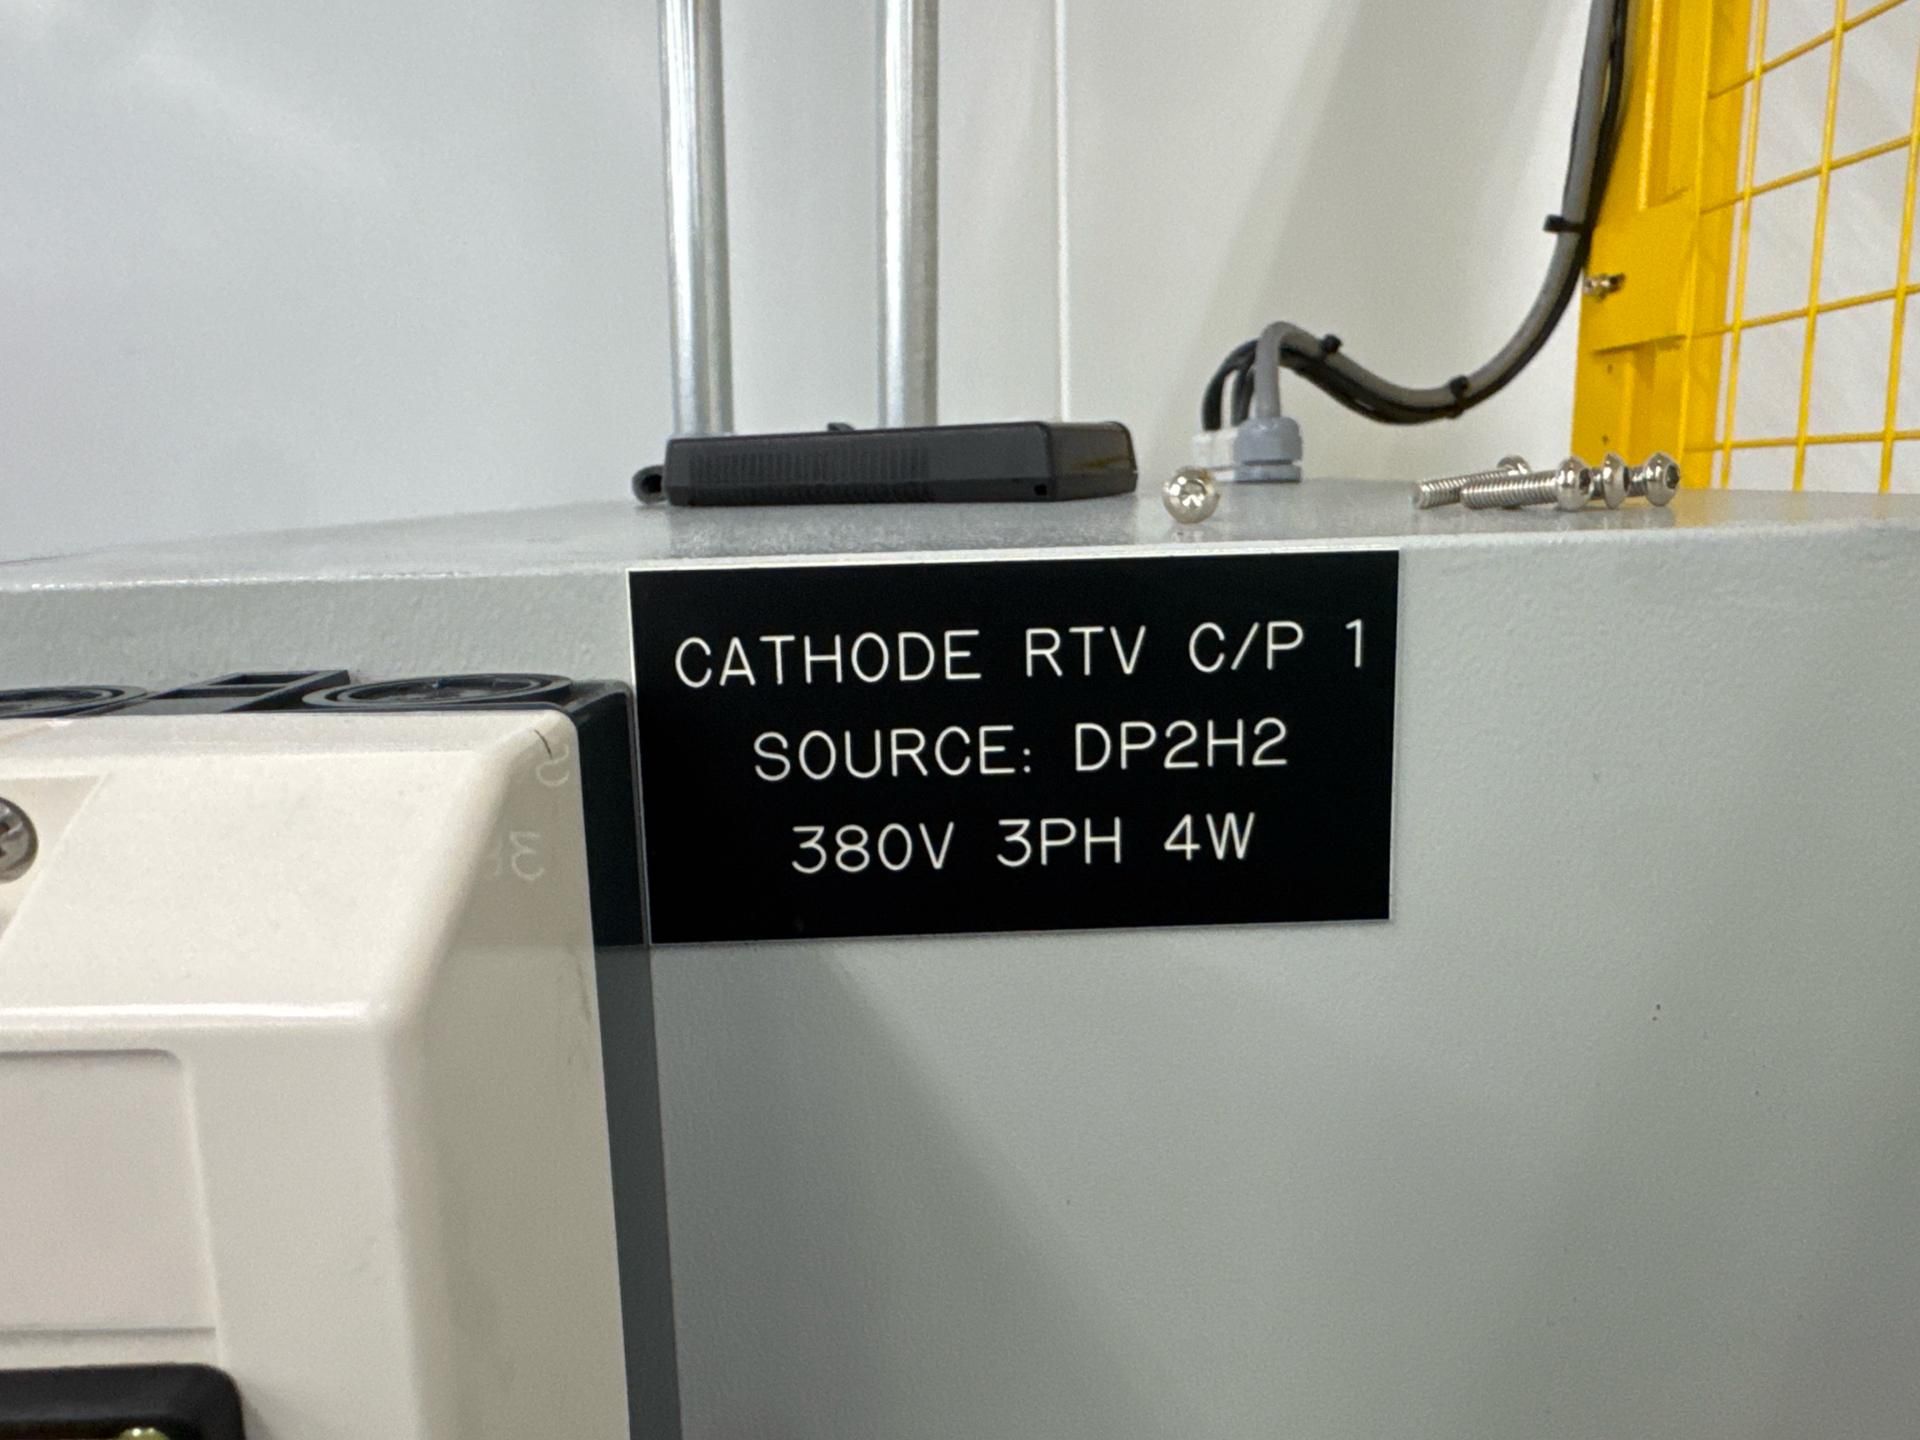 CATHODE RTV C/P 1
SOURCE: DP2H2
380V 3PH 4W